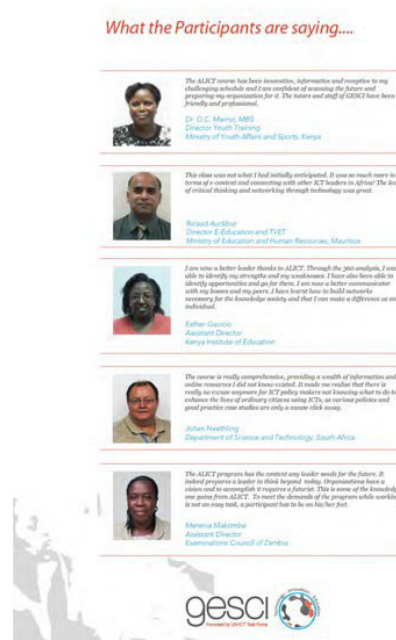 What the Participants are saying....
The ALICT course has been innovative, informative and receptive to my
challenging schedule and I am confident of scanning the future and
preparing my organization for it. The tutors and staff of GESCI have been
friendly and professional.
Director Youth Training
Ministry of Youth Affairs and Sports, Kenya
This class was not what I had initially anticipated. It was so much more in
terms of e-content and connecting with other ICT leaders in Africa! The
of critical thinking and networking through technology was great.
Director E-Education and TVET
Ministry of Education and Human Resources, Mauritius
I am now a better leader thanks to ALICT. Through the 360 analysis, I was
able to identify my strengths and my weaknesses. I have also been able to
identify opportunities and go for them. I am now a better communicator
with my bosses and my peers. I have learnt how to build networks
necessary for the knowledge society and that I can make a difference as an
individual.
Esther Gacicio
Assistant Director
Kenya Institute of Education
The course is really comprehensive, providing a wealth of information and
online resources I did not know existed. It made me realize that there is
really no excuse anymore for ICT policy makers not knowing what to do to
enhance the lives of ordinary citizens using ICTs, as various policies and
good practice case studies are only a mouse click away.
Johan Neethling
Department of Science and Technology, South Africa
The ALICT program has the content any leader needs for the future. It
indeed prepares a leader to think beyond today. Organisations have a
vision and to accomplish it requires a futurist. This is some of the
one gains from ALICT. To meet the demands of the program while
is not an easy task, a participant has to be on his/her feet.
Makombe
Assistant Director
Examinations Council of Zambia
gesci
Founded by UN ICT Task Force